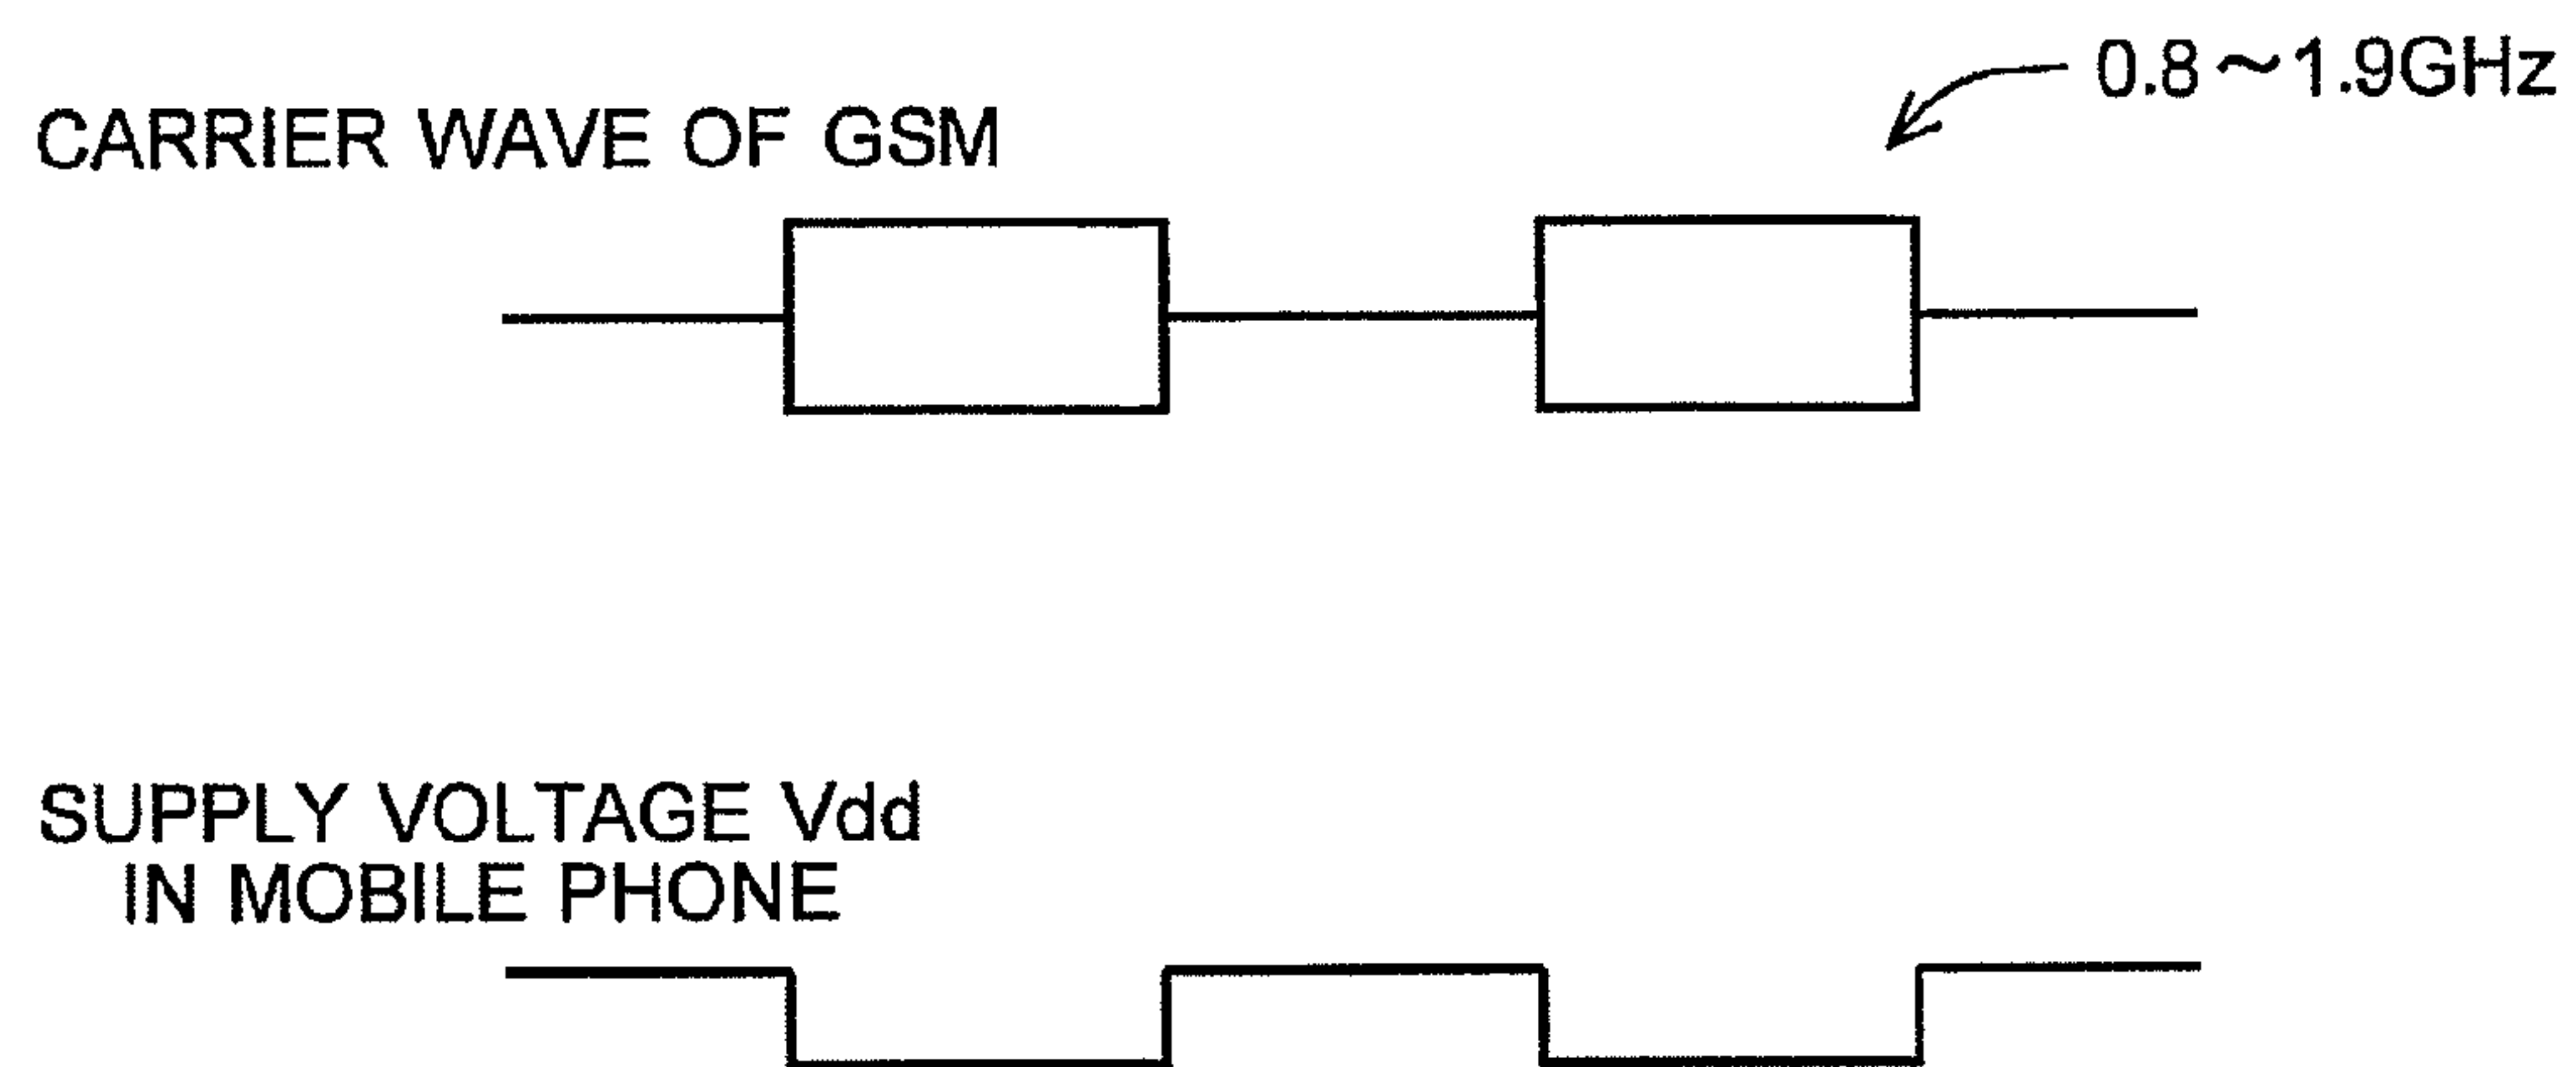 0.8~1.9GHz
CARRIER WAVE OF GSM
SUPPLY VOLTAGE Vdd
IN MOBILE PHONE